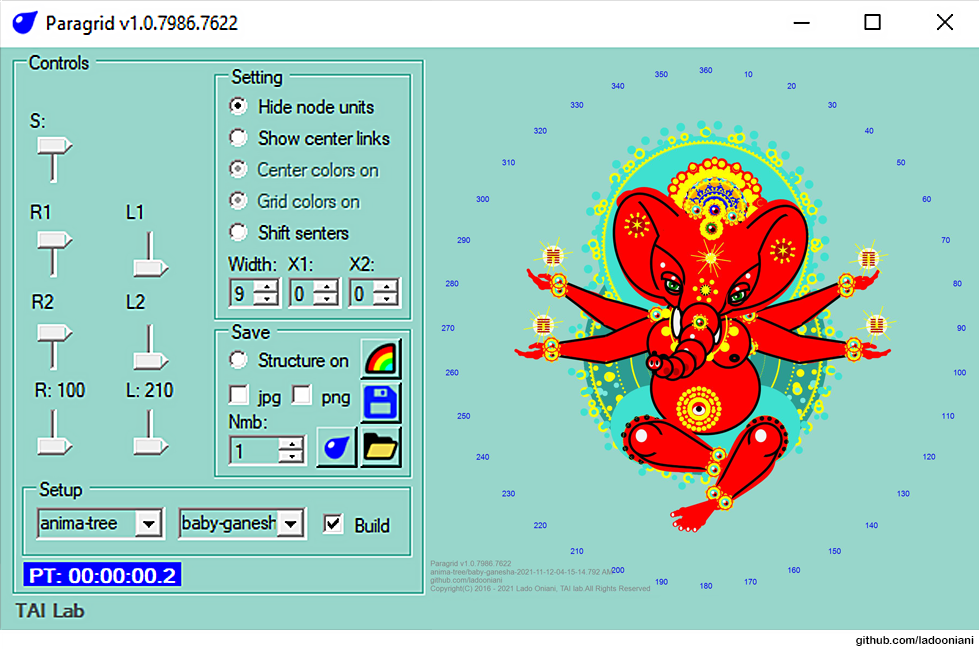 Paragrid v1.0.7986.7622
Controls
S:
R1 L1
R2 L2
R: 100 L: 210
Setting
Hide node units
Show center links
Center colors on
Grid colors on
Shift senters
Width: X1: X2:
9 0 0
Save
Structure on
jpg png
Nmb:
1
Setup
anima-tree baby-ganesh Build
PT: 00:00:00.2
TAI Lab
360
10
20
30
40
50
60
70
80
90
100
110
120
130
140
150
160
170
180
190
200
210
220
230
240
250
260
270
280
290
300
310
320
330
340
350
Paragrid v1.0.7986.7622
anima-tree/baby-ganesha-2021-11-12-04-15-14.792 AM
github.com/ladooniani
Copyright(C) 2016 - 2021 Lado Oniani, TAI lab All Rights Reserved
github.com/ladooniani